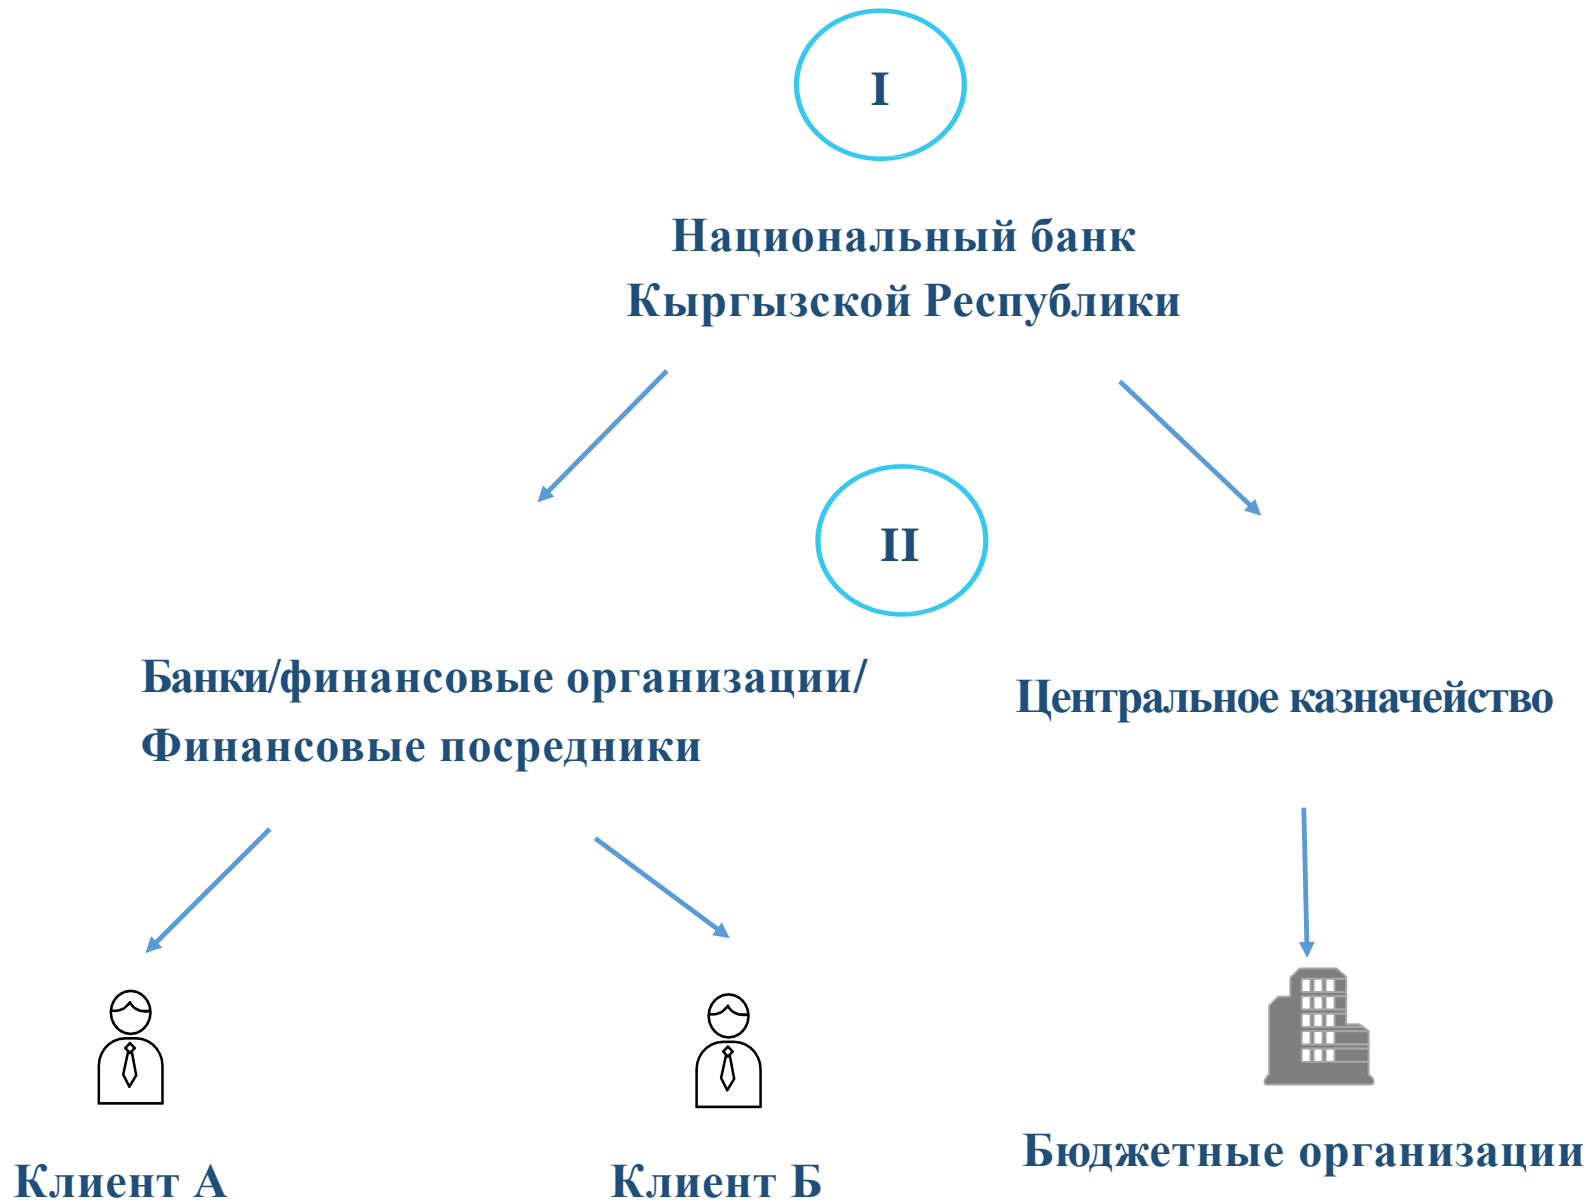 I
Национальный банк
Кыргызской Республики
II
Банки/финансовые организации/
Финансовые посредники
Центральное казначейство
Клиент А
Клиент Б
Бюджетные организации